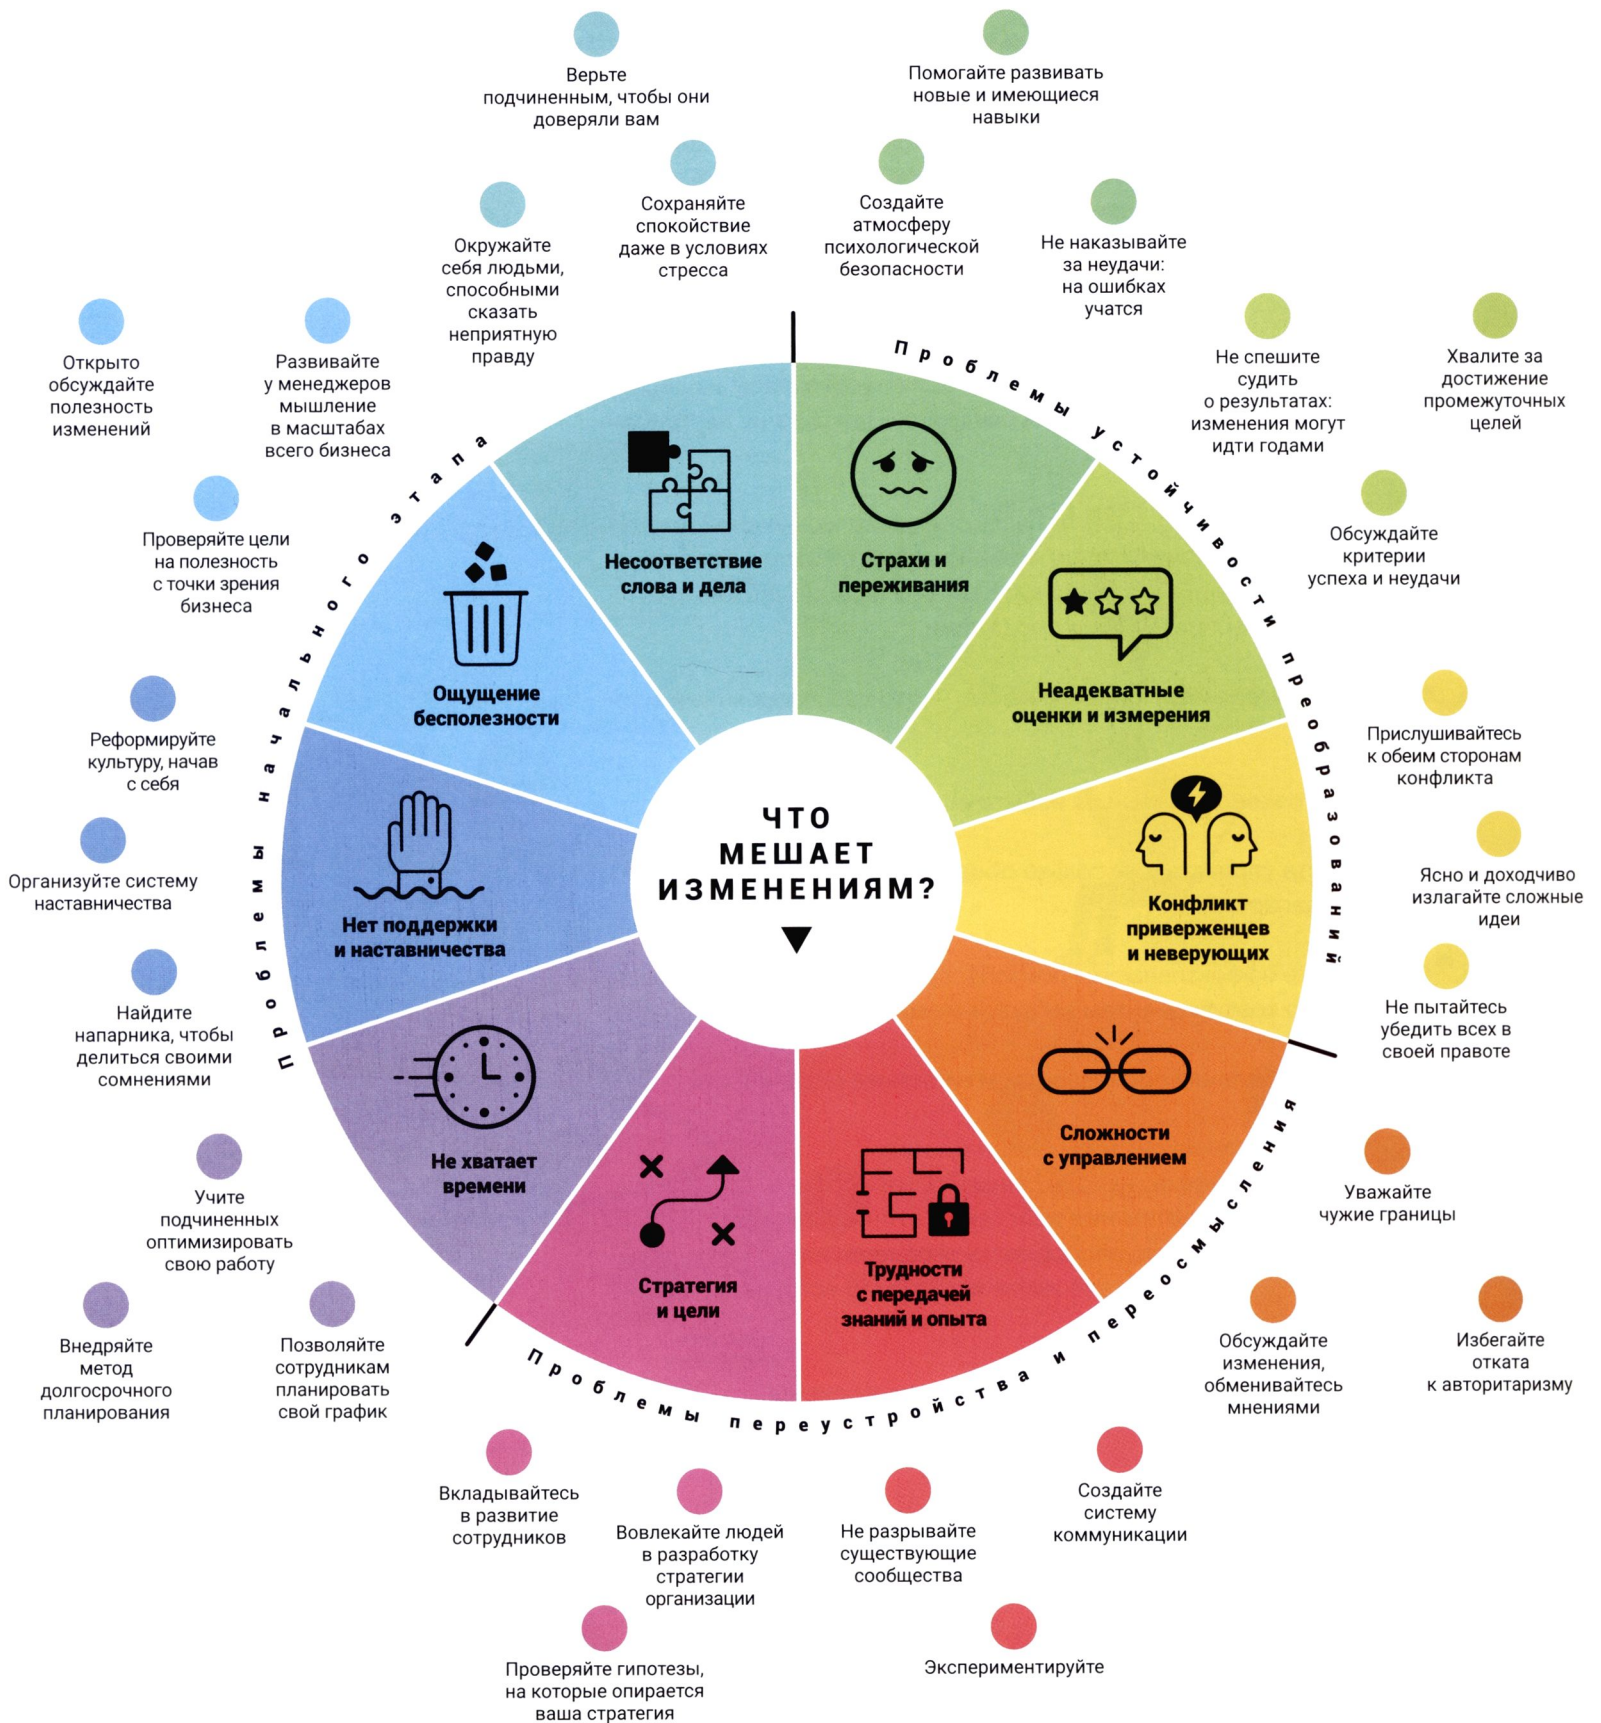 ЧТО
МЕШАЕТ
ИЗМЕНЕНИЯМ?
Проблемы начального этапа
Несоответствие
слова и дела
Верьте
подчиненным, чтобы они
доверяли вам
Сохраняйте
спокойствие
даже в условиях
стресса
Окружайте
себя людьми,
способными
сказать
неприятную
правду
Ощущение
бесполезности
Открыто
обсуждайте
полезность
изменений
Развивайте
у менеджеров
мышление
в масштабах
всего бизнеса
Проверяйте цели
на полезность
с точки зрения
бизнеса
Нет поддержки
и наставничества
Реформируйте
культуру, начав
с себя
Организуйте систему
наставничества
Найдите
напарника, чтобы
делиться своими
сомнениями
Не хватает
времени
Учите
подчиненных
оптимизировать
свою работу
Внедряйте
метод
долгосрочного
планирования
Позволяйте
сотрудникам
планировать
свой график
Проблемы устойчивости преобразований
Страхи и
переживания
Помогайте развивать
новые и имеющиеся
навыки
Создайте
атмосферу
психологической
безопасности
Не наказывайте
за неудачи:
на ошибках
учатся
Неадекватные
оценки и измерения
Не спешите
судить
о результатах:
изменения могут
идти годами
Хвалите за
достижение
промежуточных
целей
Обсуждайте
критерии
успеха и неудачи
Конфликт
приверженцев
и неверующих
Прислушивайтесь
к обеим сторонам
конфликта
Ясно и доходчиво
излагайте сложные
идеи
Не пытайтесь
убедить всех в
своей правоте
Проблемы переустройства и переосмысления
Сложности
с управлением
Уважайте
чужие границы
Обсуждайте
изменения,
обменивайтесь
мнениями
Избегайте
отката
к авторитаризму
Трудности
с передачей
знаний и опыта
Создайте
систему
коммуникации
Не разрывайте
существующие
сообщества
Экспериментируйте
Стратегия
и цели
Вкладывайтесь
в развитие
сотрудников
Вовлекайте людей
в разработку
стратегии
организации
Проверяйте гипотезы,
на которые опирается
ваша стратегия